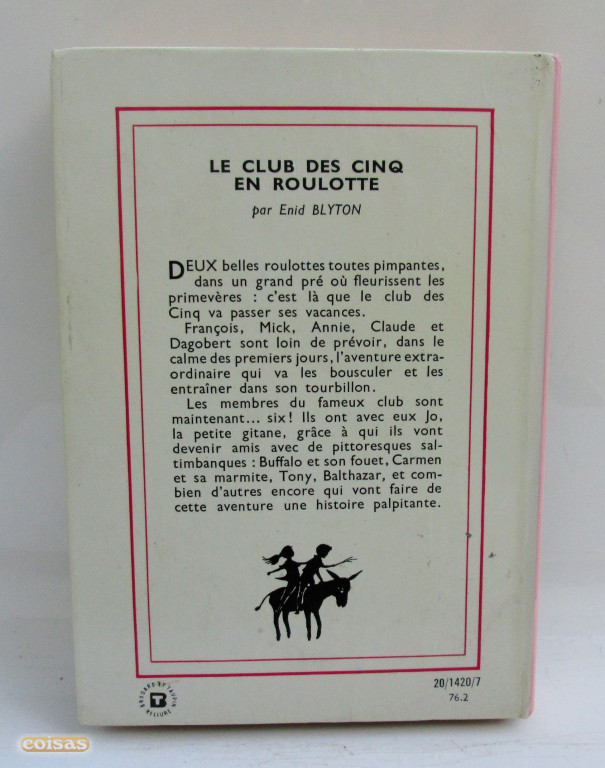 LE CLUB DES CINQ
EN ROULOTTE
par Enid BLYTON
DEUX belles roulottes toutes pimpantes,
dans un grand pré où fleurissent les
primevères : c'est là que le club des
Cinq va passer ses vacances.
François, Mick, Annie, Claude et
Dagobert sont loin de prévoir, dans le
calme des premiers jours, l'aventure extra-
ordinaire qui va les bousculer et les
entraîner dans son tourbillon.
Les membres du fameux club sont
maintenant... six! Ils ont avec eux Jo,
la petite gitane, grâce à qui ils vont
devenir amis avec de pittoresques sal-
timbanques : Buffalo et son fouet, Carmen
et sa marmite, Tony, Balthazar, et com-
bien d'autres encore qui vont faire de
cette aventure une histoire palpitante.
BRODARD ET TAUPIN
RELIURE
20/1420/7
76.2
coisas